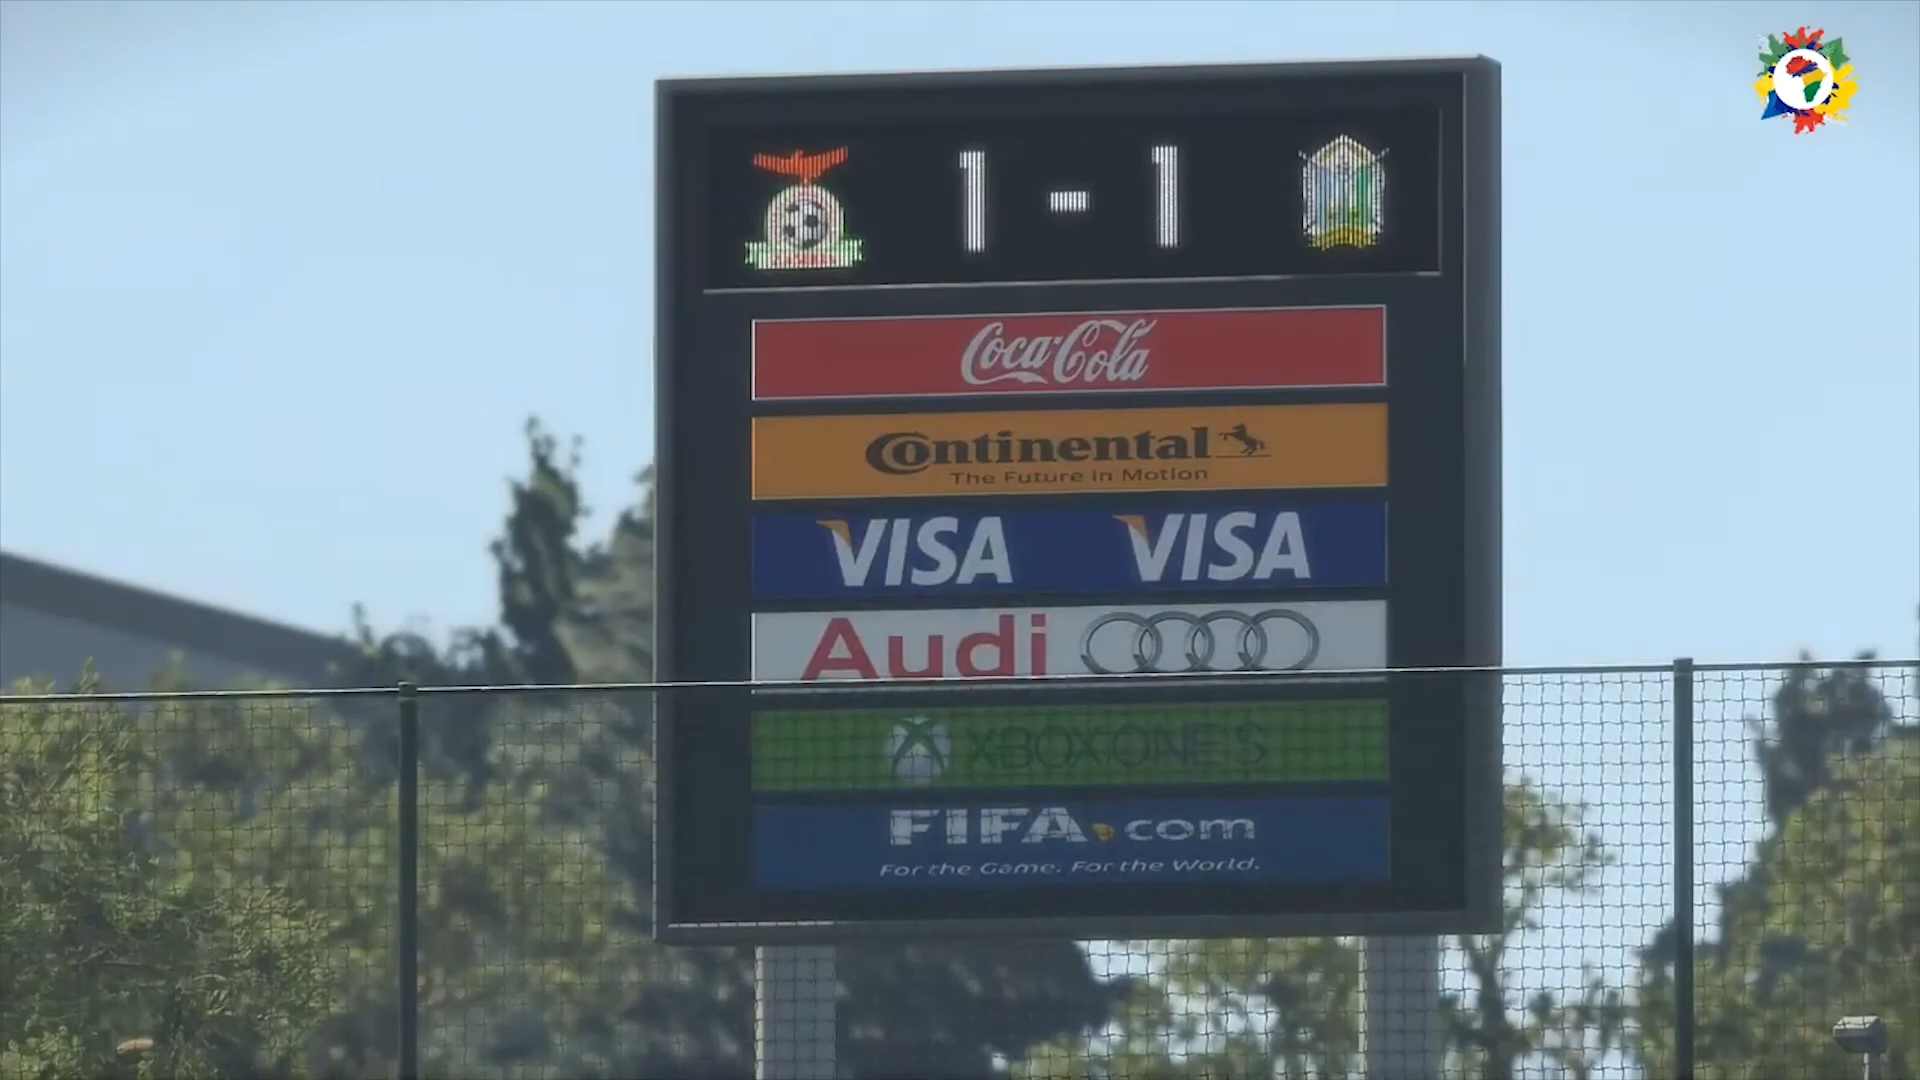 1 - 1
Coca-Cola
Continental
The Future in Motion
VISA VISA
Audi
XBOX ONE S
FIFA.com
For the Game. For the World.